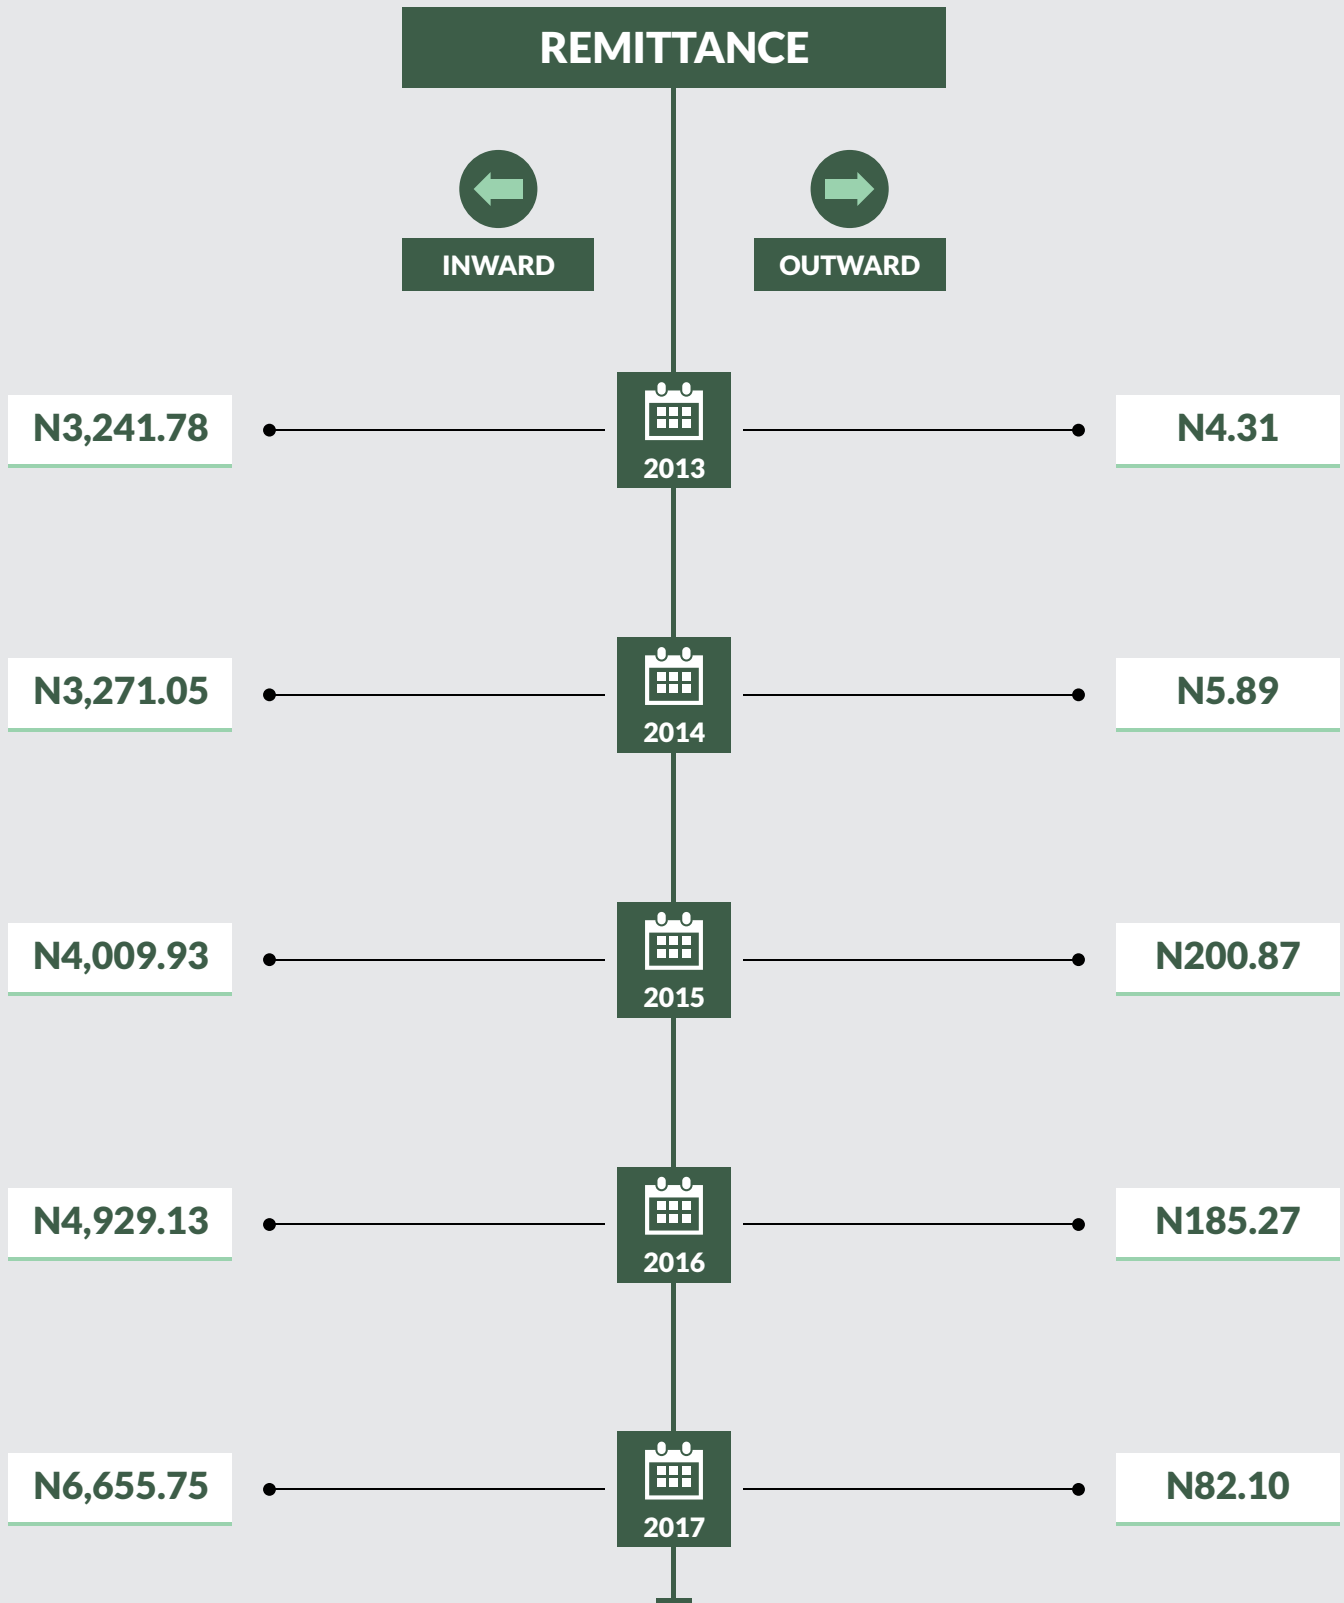 REMITTANCE
INWARD
OUTWARD
N3,241.78
2013
N4.31
N3,271.05
2014
N5.89
N4,009.93
2015
N200.87
N4,929.13
2016
N185.27
N6,655.75
2017
N82.10